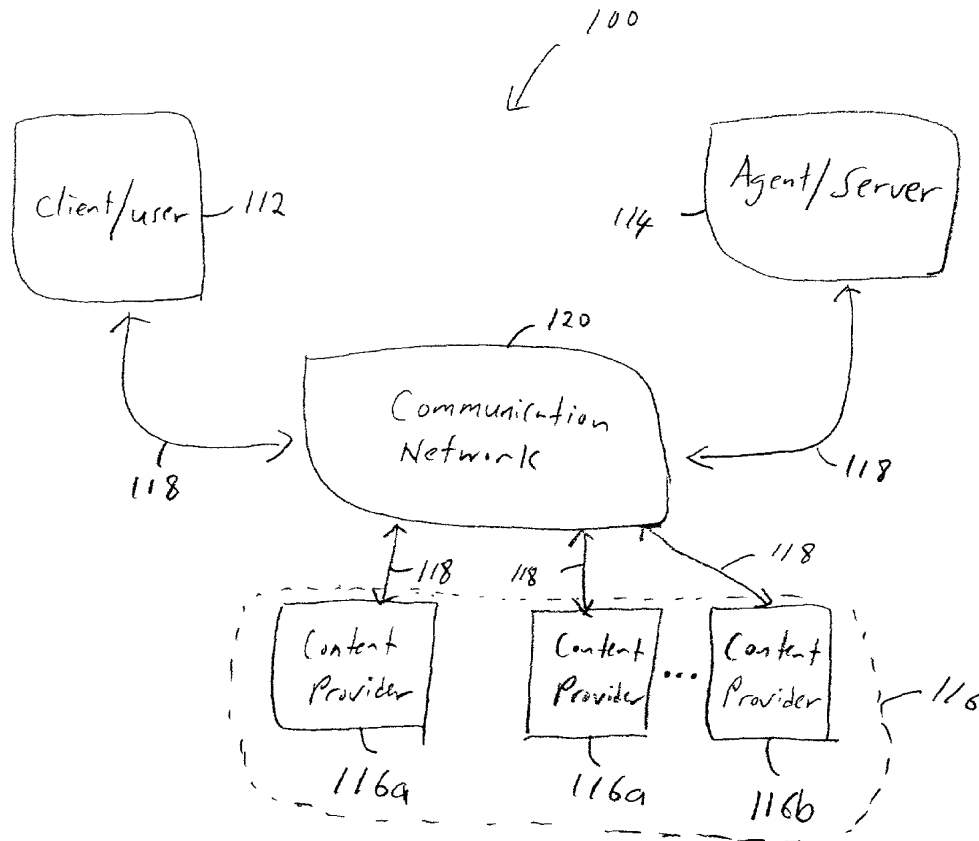 100
Client/user
112
Agent/Server
114
120
Communication
Network
118
118
118
118
118
Content
Provider
Content
Provider
...
Content
Provider
116
116a
116a
116b